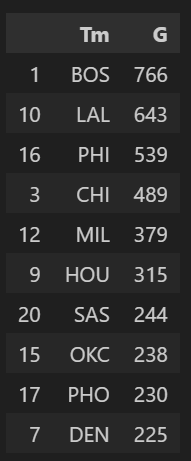 Tm G
1 BOS 766
10 LAL 643
16 PHI 539
3 CHI 489
12 MIL 379
9 HOU 315
20 SAS 244
15 OKC 238
17 PHO 230
7 DEN 225